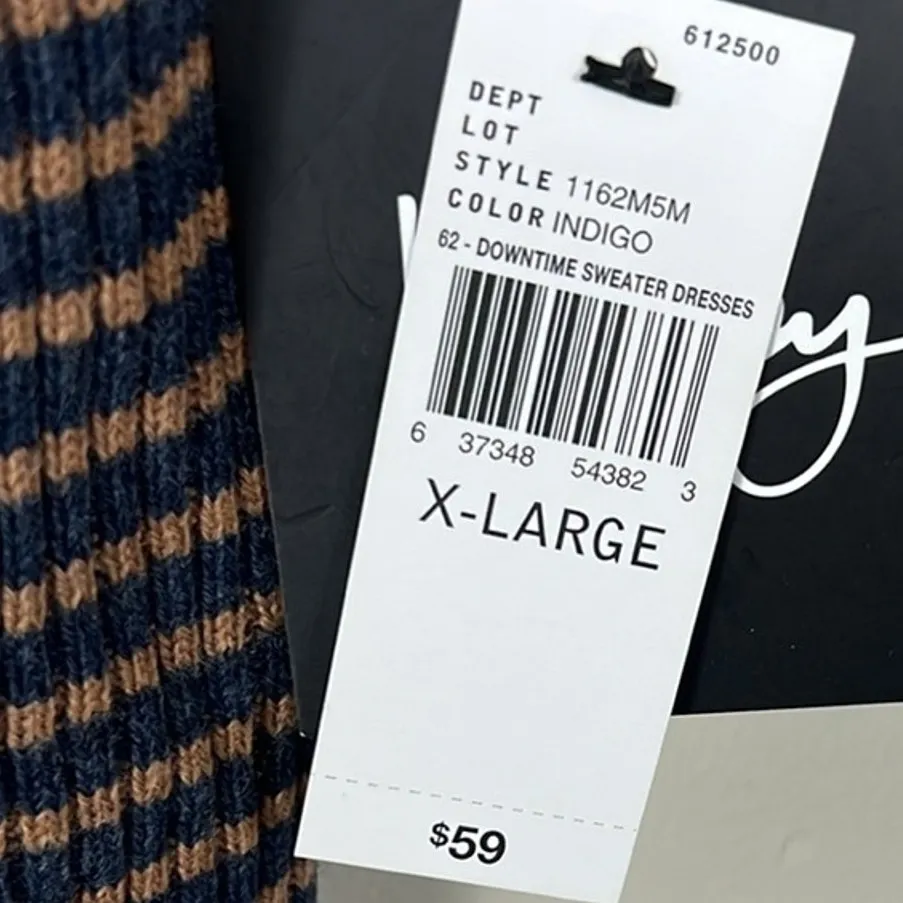 612500
DEPT
LOT
STYLE 1162M5M
COLOR INDIGO
62 - DOWNTIME SWEATER DRESSES
6 37348 54382 3
X-LARGE
$59